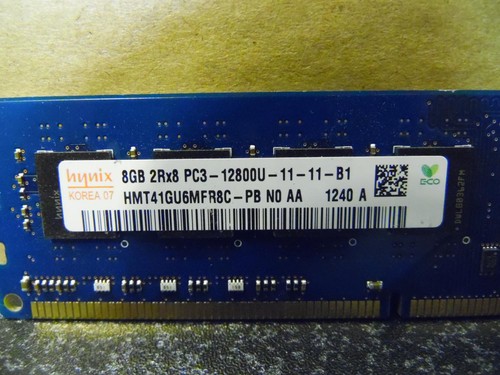 hynix
KOREA 07
8GB 2Rx8 PC3-12800U-11-11-B1
HMT41GU6MFR8C-PB N0 AA 1240 A
ECO